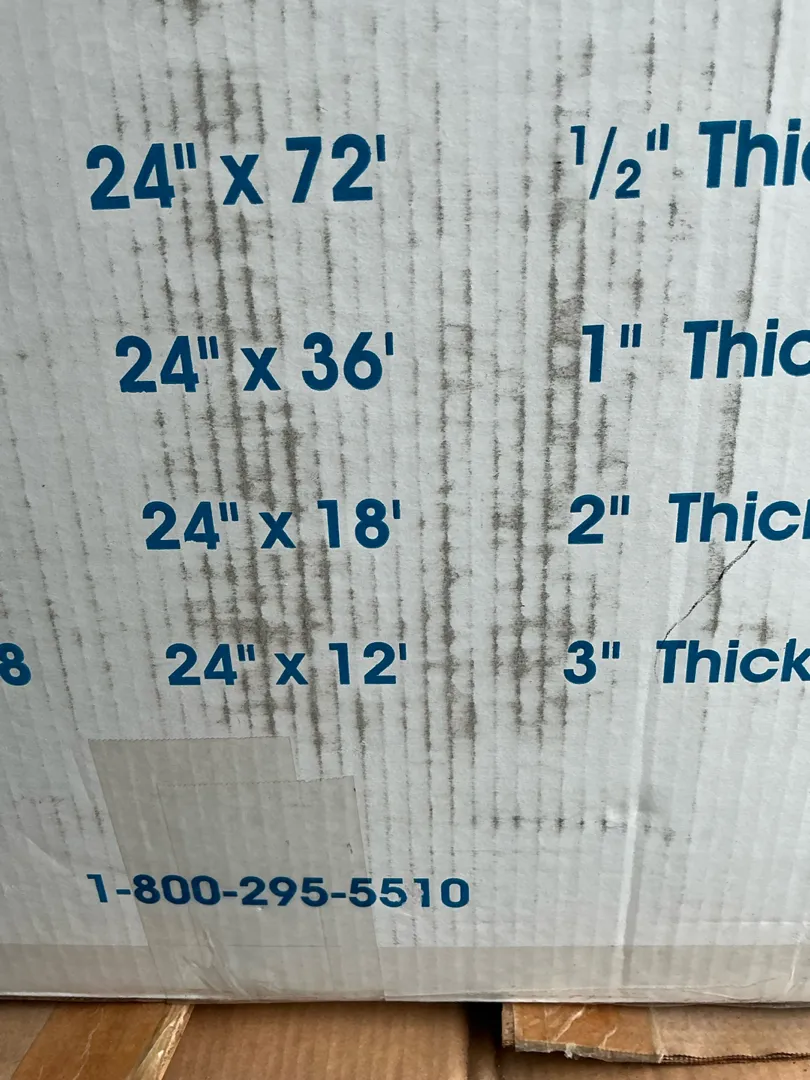 24" x 72' 1/2" Thic
24" x 36' 1" Thic
24" x 18' 2" Thick
8 24" x 12' 3" Thick
1-800-295-5510